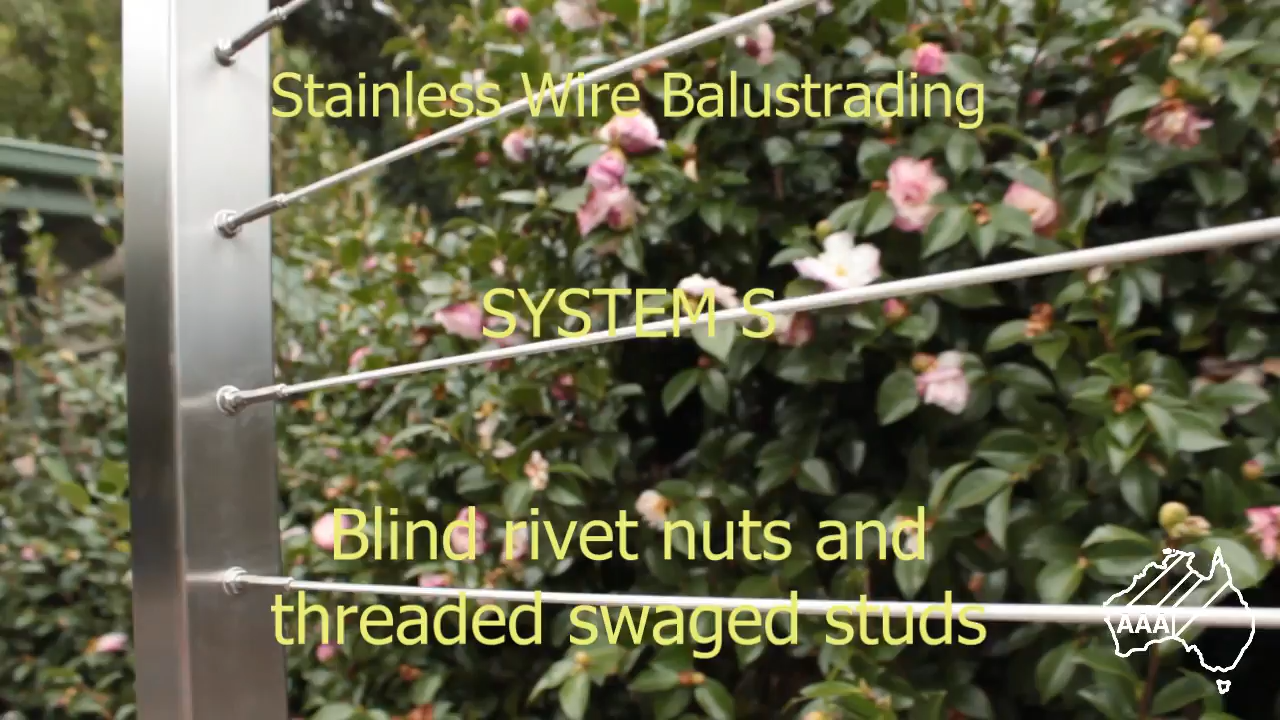 Stainless Wire Balustrading
SYSTEM S
Blind rivet nuts and
threaded swaged studs
AAA